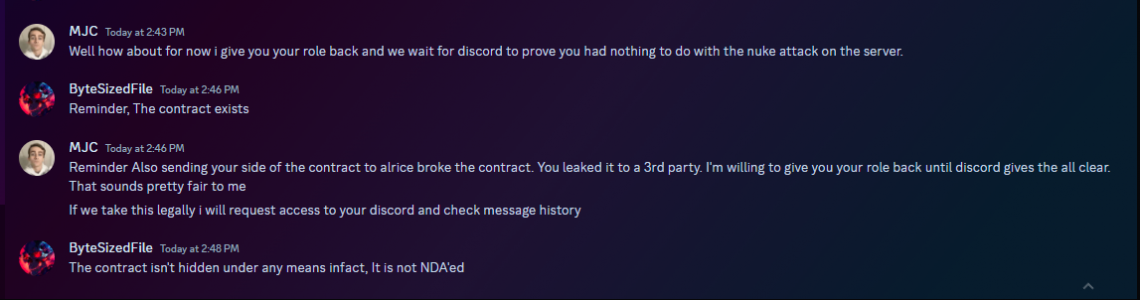 MJC Today at 2:43 PM
Well how about for now i give you your role back and we wait for discord to prove you had nothing to do with the nuke attack on the server.
ByteSizedFile Today at 2:46 PM
Reminder, The contract exists
MJC Today at 2:46 PM
Reminder Also sending your side of the contract to alrice broke the contract. You leaked it to a 3rd party. I'm willing to give you your role back until discord gives the all clear.
That sounds pretty fair to me
If we take this legally i will request access to your discord and check message history
ByteSizedFile Today at 2:48 PM
The contract isn't hidden under any means infact, It is not NDA'ed